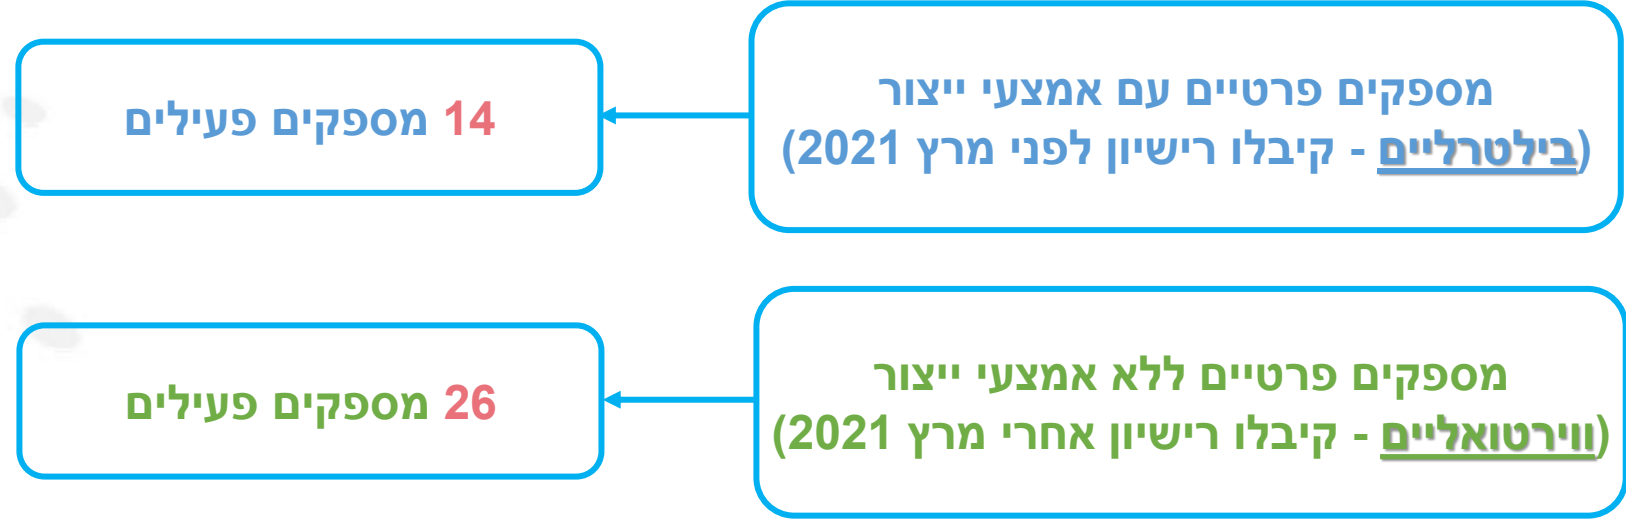 מספקים פרטיים עם אמצעי ייצור
(בילטרליים - קיבלו רישיון לפני מרץ 2021)
14 מספקים פעילים
מספקים פרטיים ללא אמצעי ייצור
(ווירטואליים - קיבלו רישיון אחרי מרץ 2021)
26 מספקים פעילים